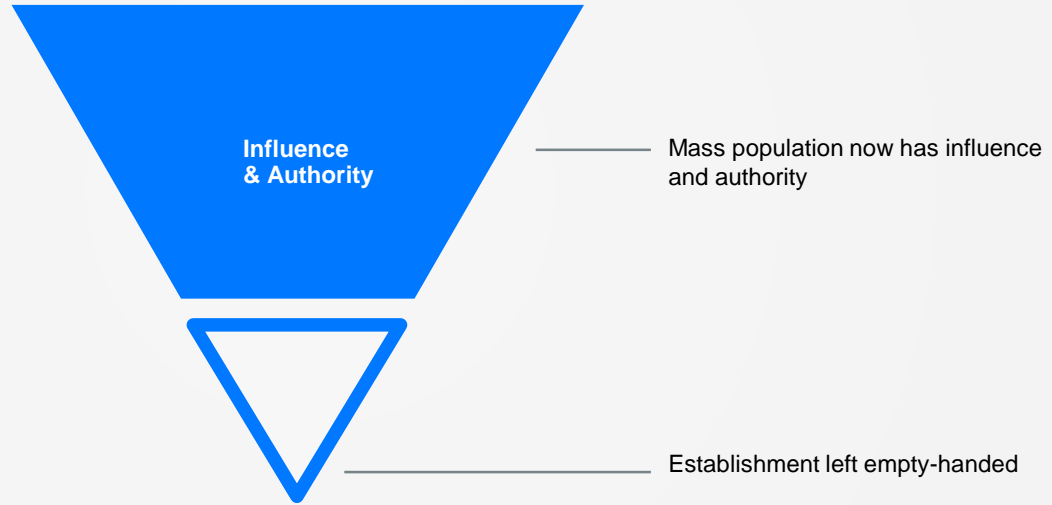 Influence
& Authority
Mass population now has influence
and authority
Establishment left empty-handed